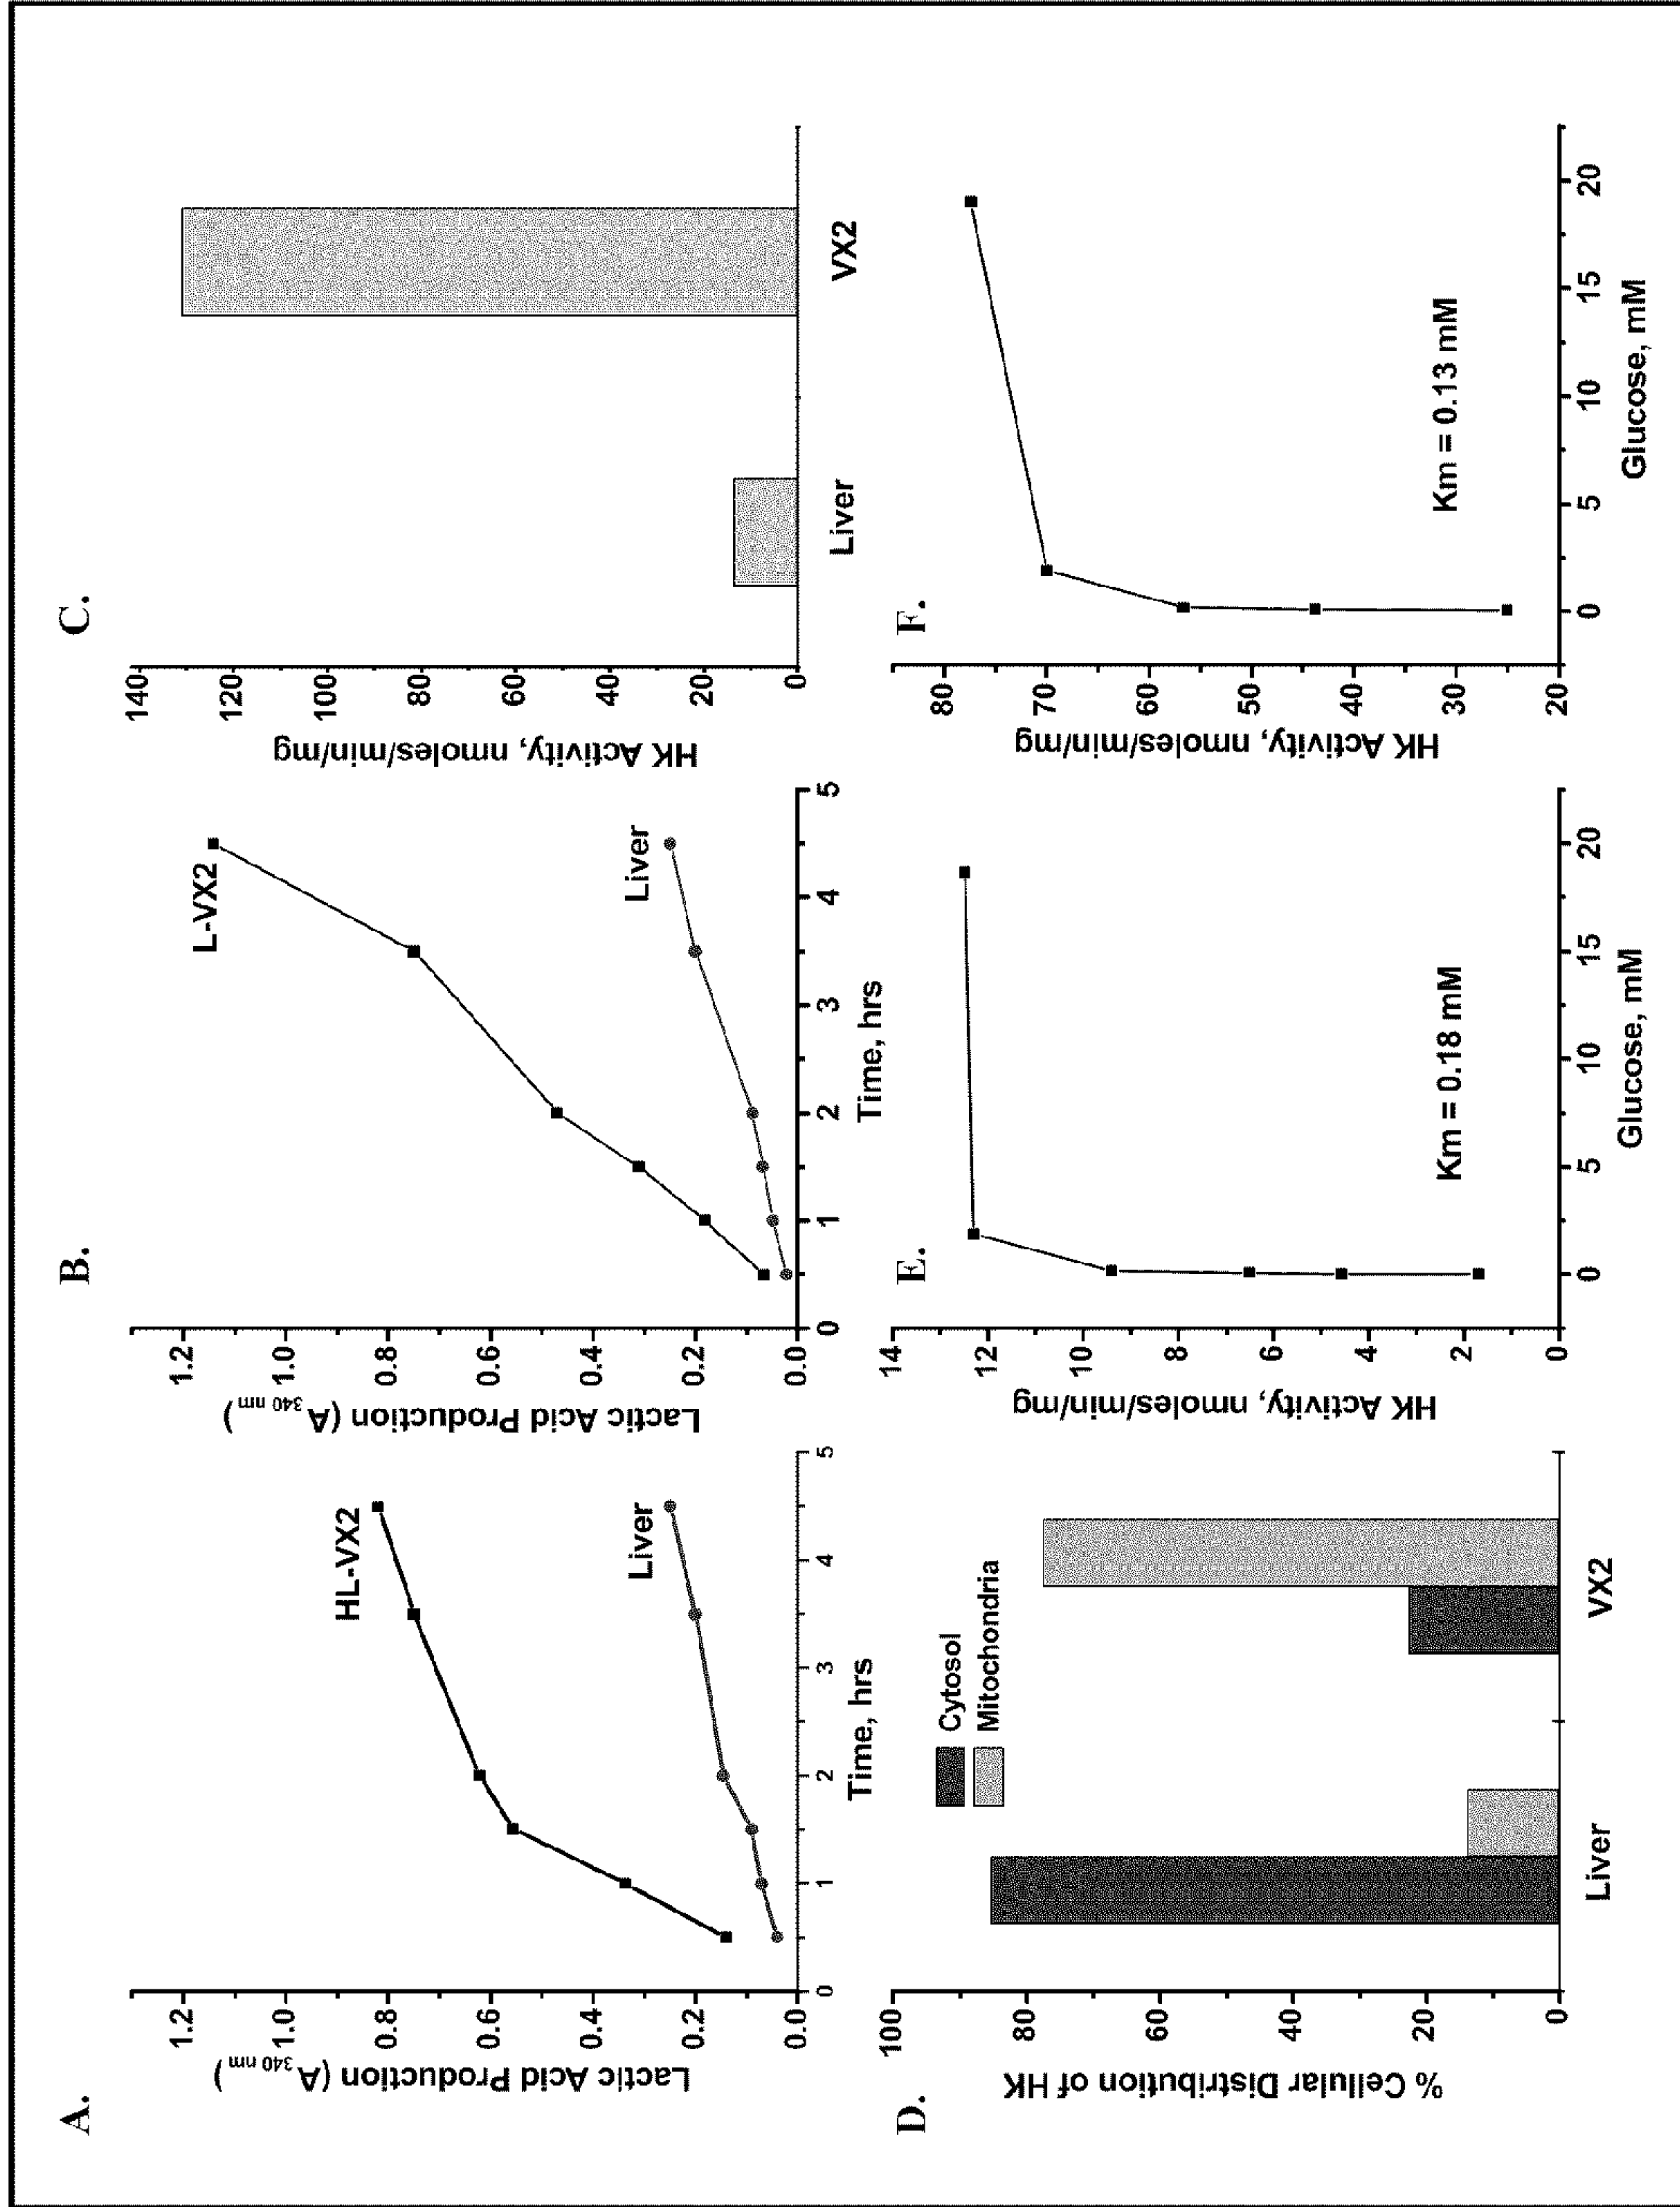 A.
Lactic Acid Production (A 340 nm)
1.2
1.0
0.8
0.6
0.4
0.2
0.0
HL-VX2
Liver
0 1 2 3 4 5
Time, hrs
B.
Lactic Acid Production (A 340 nm)
1.2
1.0
0.8
0.6
0.4
0.2
0.0
L-VX2
Liver
0 1 2 3 4 5
Time, hrs
C.
HK Activity, nmoles/min/mg
140
120
100
80
60
40
20
0
Liver VX2
D.
% Cellular Distribution of HK
100
80
60
40
20
0
Cytosol
Mitochondria
Liver VX2
E.
HK Activity, nmoles/min/mg
14
12
10
8
6
4
2
0
Km = 0.18 mM
0 5 10 15 20
Glucose, mM
F.
HK Activity, nmoles/min/mg
80
70
60
50
40
30
20
Km = 0.13 mM
0 5 10 15 20
Glucose, mM